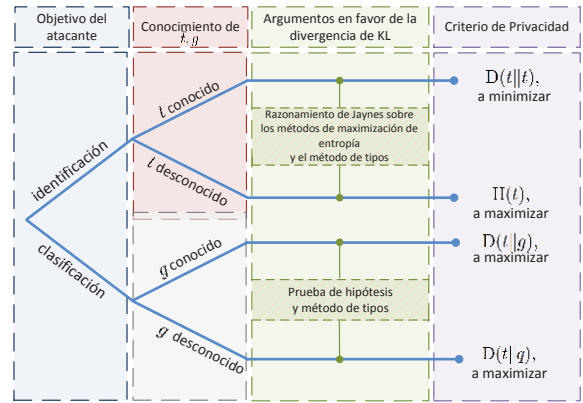 Objetivo del
atacante
Conocimiento de
t, g
Argumentos en favor de la
divergencia de KL
Criterio de Privacidad
identificación
clasificación
t conocido
t desconocido
g conocido
g desconocido
Razonamiento de Jaynes sobre
los métodos de maximización de
entropía
y el método de tipos
Prueba de hipótesis
y método de tipos
D(t||t),
a minimizar
H(t),
a maximizar
D(t||g),
a maximizar
D(t| q),
a maximizar